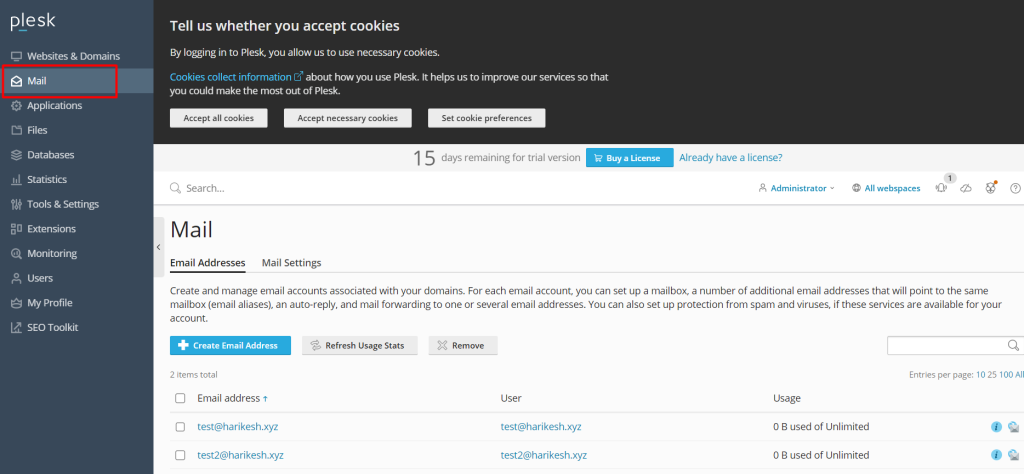 plesk
Websites & Domains
Mail
Applications
Files
Databases
Statistics
Tools & Settings
Extensions
Monitoring
Users
My Profile
SEO Toolkit
Tell us whether you accept cookies
By logging in to Plesk, you allow us to use necessary cookies.
Cookies collect information about how you use Plesk. It helps us to improve our services so that
you could make the most out of Plesk.
Accept all cookies Accept necessary cookies Set cookie preferences
15 days remaining for trial version Buy a License Already have a license?
Search... Administrator All webspaces 1
Mail
Email Addresses Mail Settings
Create and manage email accounts associated with your domains. For each email account, you can set up a mailbox, a number of additional email addresses that will point to the same
mailbox (email aliases), an auto-reply, and mail forwarding to one or several email addresses. You can also set up protection from spam and viruses, if these services are available for your
account.
Create Email Address Refresh Usage Stats Remove
2 items total Entries per page: 10 25 100 All
Email address ↑ User Usage
test@harikesh.xyz test@harikesh.xyz 0 B used of Unlimited
test2@harikesh.xyz test2@harikesh.xyz 0 B used of Unlimited